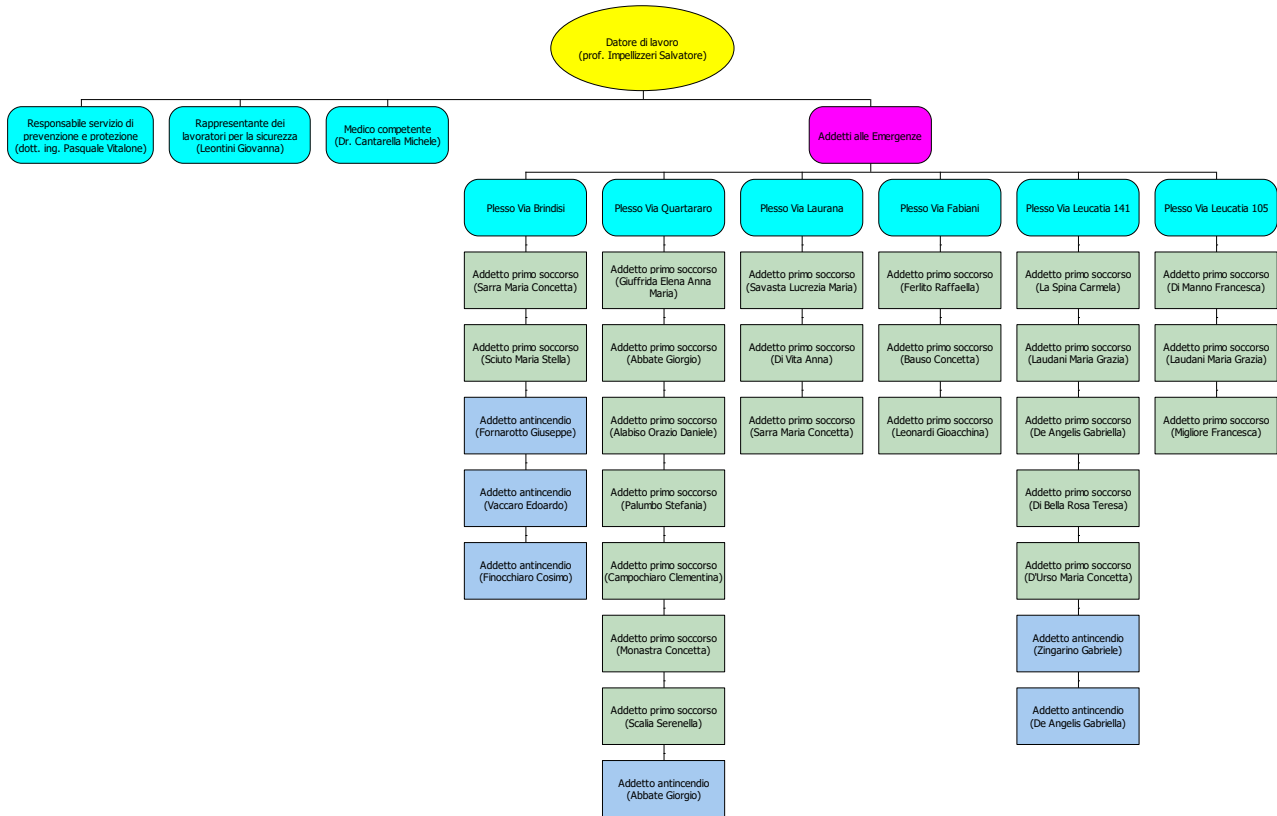 Datore di lavoro
(prof. Impellizzeri Salvatore)
Responsabile servizio di
prevenzione e protezione
(dott. ing. Pasquale Vitalone)
Rappresentante dei
lavoratori per la sicurezza
(Leontini Giovanna)
Medico competente
(Dr. Cantarella Michele)
Addetti alle Emergenze
Plesso Via Brindisi
Addetto primo soccorso
(Sarra Maria Concetta)
Addetto primo soccorso
(Sciuto Maria Stella)
Addetto antincendio
(Fornarotto Giuseppe)
Addetto antincendio
(Vaccaro Edoardo)
Addetto antincendio
(Finocchiaro Cosimo)
Plesso Via Quartararo
Addetto primo soccorso
(Giuffrida Elena Anna
Maria)
Addetto primo soccorso
(Abbate Giorgio)
Addetto primo soccorso
(Alabiso Orazio Daniele)
Addetto primo soccorso
(Palumbo Stefania)
Addetto primo soccorso
(Campochiaro Clementina)
Addetto primo soccorso
(Monastra Concetta)
Addetto primo soccorso
(Scalia Serenella)
Addetto antincendio
(Abbate Giorgio)
Plesso Via Laurana
Addetto primo soccorso
(Savasta Lucrezia Maria)
Addetto primo soccorso
(Di Vita Anna)
Addetto primo soccorso
(Sarra Maria Concetta)
Plesso Via Fabiani
Addetto primo soccorso
(Ferlito Raffaella)
Addetto primo soccorso
(Bauso Concetta)
Addetto primo soccorso
(Leonardi Gioacchina)
Plesso Via Leucatia 141
Addetto primo soccorso
(La Spina Carmela)
Addetto primo soccorso
(Laudani Maria Grazia)
Addetto primo soccorso
(De Angelis Gabriella)
Addetto primo soccorso
(Di Bella Rosa Teresa)
Addetto primo soccorso
(D'Urso Maria Concetta)
Addetto antincendio
(Zingarino Gabriele)
Addetto antincendio
(De Angelis Gabriella)
Plesso Via Leucatia 105
Addetto primo soccorso
(Di Manno Francesca)
Addetto primo soccorso
(Laudani Maria Grazia)
Addetto primo soccorso
(Migliore Francesca)